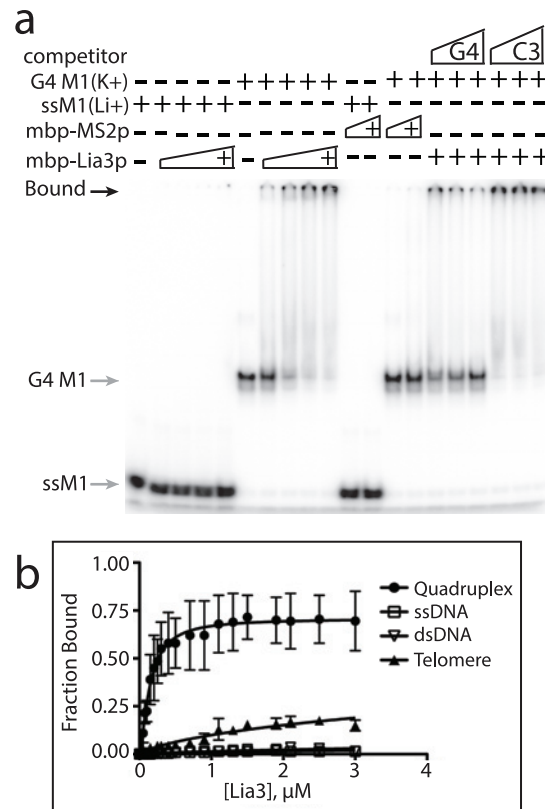 a
competitor G4 C3
G4 M1(K+) - - - - - + + + + + - - + + + + + + + +
ssM1(Li+) + + + + + - - - - - + + - - - - - - - -
mbp-MS2p - - - - - - - - - - + + - - - - - -
mbp-Lia3p - + - + - - - - + + + + + +
Bound
G4 M1
ssM1
b
1.00
0.75
0.50
0.25
0.00
Fraction Bound
0 1 2 3 4
[Lia3], μM
Quadruplex
ssDNA
dsDNA
Telomere